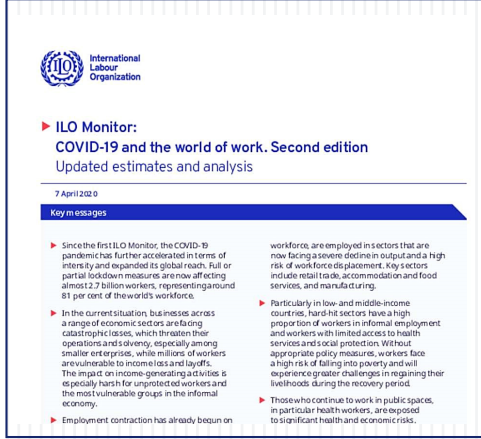 International
Labour
Organization
ILO Monitor:
COVID-19 and the world of work. Second edition
Updated estimates and analysis
7 April 2020
Key messages
Since the first ILO Monitor, the COVID-19
pandemic has further accelerated in terms of
intensity and expanded its global reach. Full or
partial lockdown measures are now affecting
almost 2.7 billion workers, representing around
81 per cent of the world's workforce.
In the current situation, businesses across
a range of economic sectors are facing
catastrophic losses, which threaten their
operations and solvency, especially among
smaller enterprises, while millions of workers
are vulnerable to income loss and layoffs.
The impact on income-generating activities is
especially harsh for unprotected workers and
the most vulnerable groups in the informal
economy.
Employment contraction has already begun on
workforce, are employed in sectors that are
now facing a severe decline in output and a high
risk of workforce displacement. Key sectors
include retail trade, accommodation and food
services, and manufacturing.
Particularly in low- and middle-income
countries, hard-hit sectors have a high
proportion of workers in informal employment
and workers with limited access to health
services and social protection. Without
appropriate policy measures, workers face
a high risk of falling into poverty and will
experience greater challenges in regaining their
livelihoods during the recovery period.
Those who continue to work in public spaces,
in particular health workers, are exposed
to significant health and economic risks.